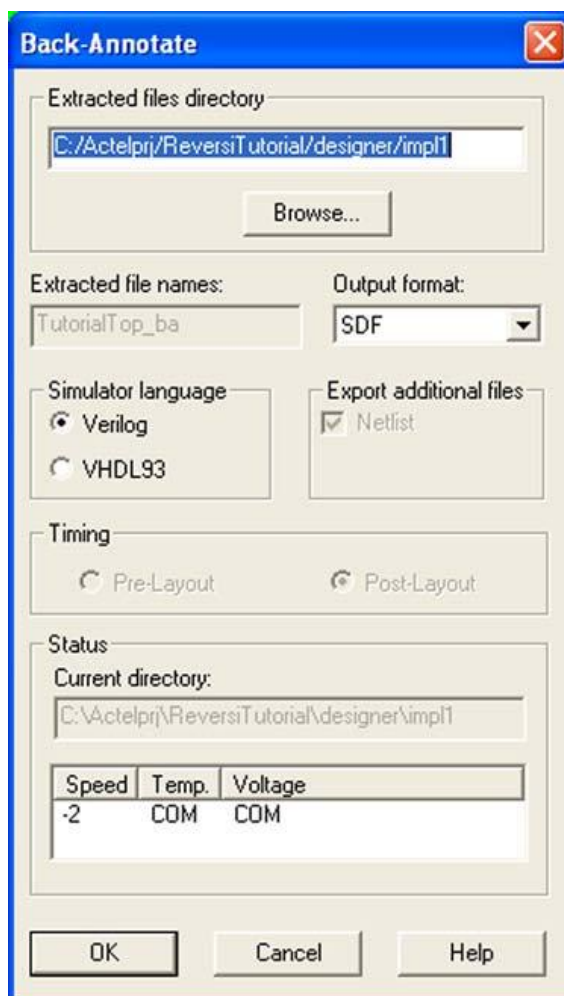 Back-Annotate
Extracted files directory
C:/Actelprj/ReversiTutorial/designer/impl1
Browse...
Extracted file names:
Output format:
TutorialTop_ba
SDF
Simulator language
Export additional files
Verilog
Netlist
VHDL93
Timing
Pre-Layout
Post-Layout
Status
Current directory:
C:\Actelprj\ReversiTutorial\designer\impl1
Speed Temp. Voltage
-2 COM COM
OK
Cancel
Help